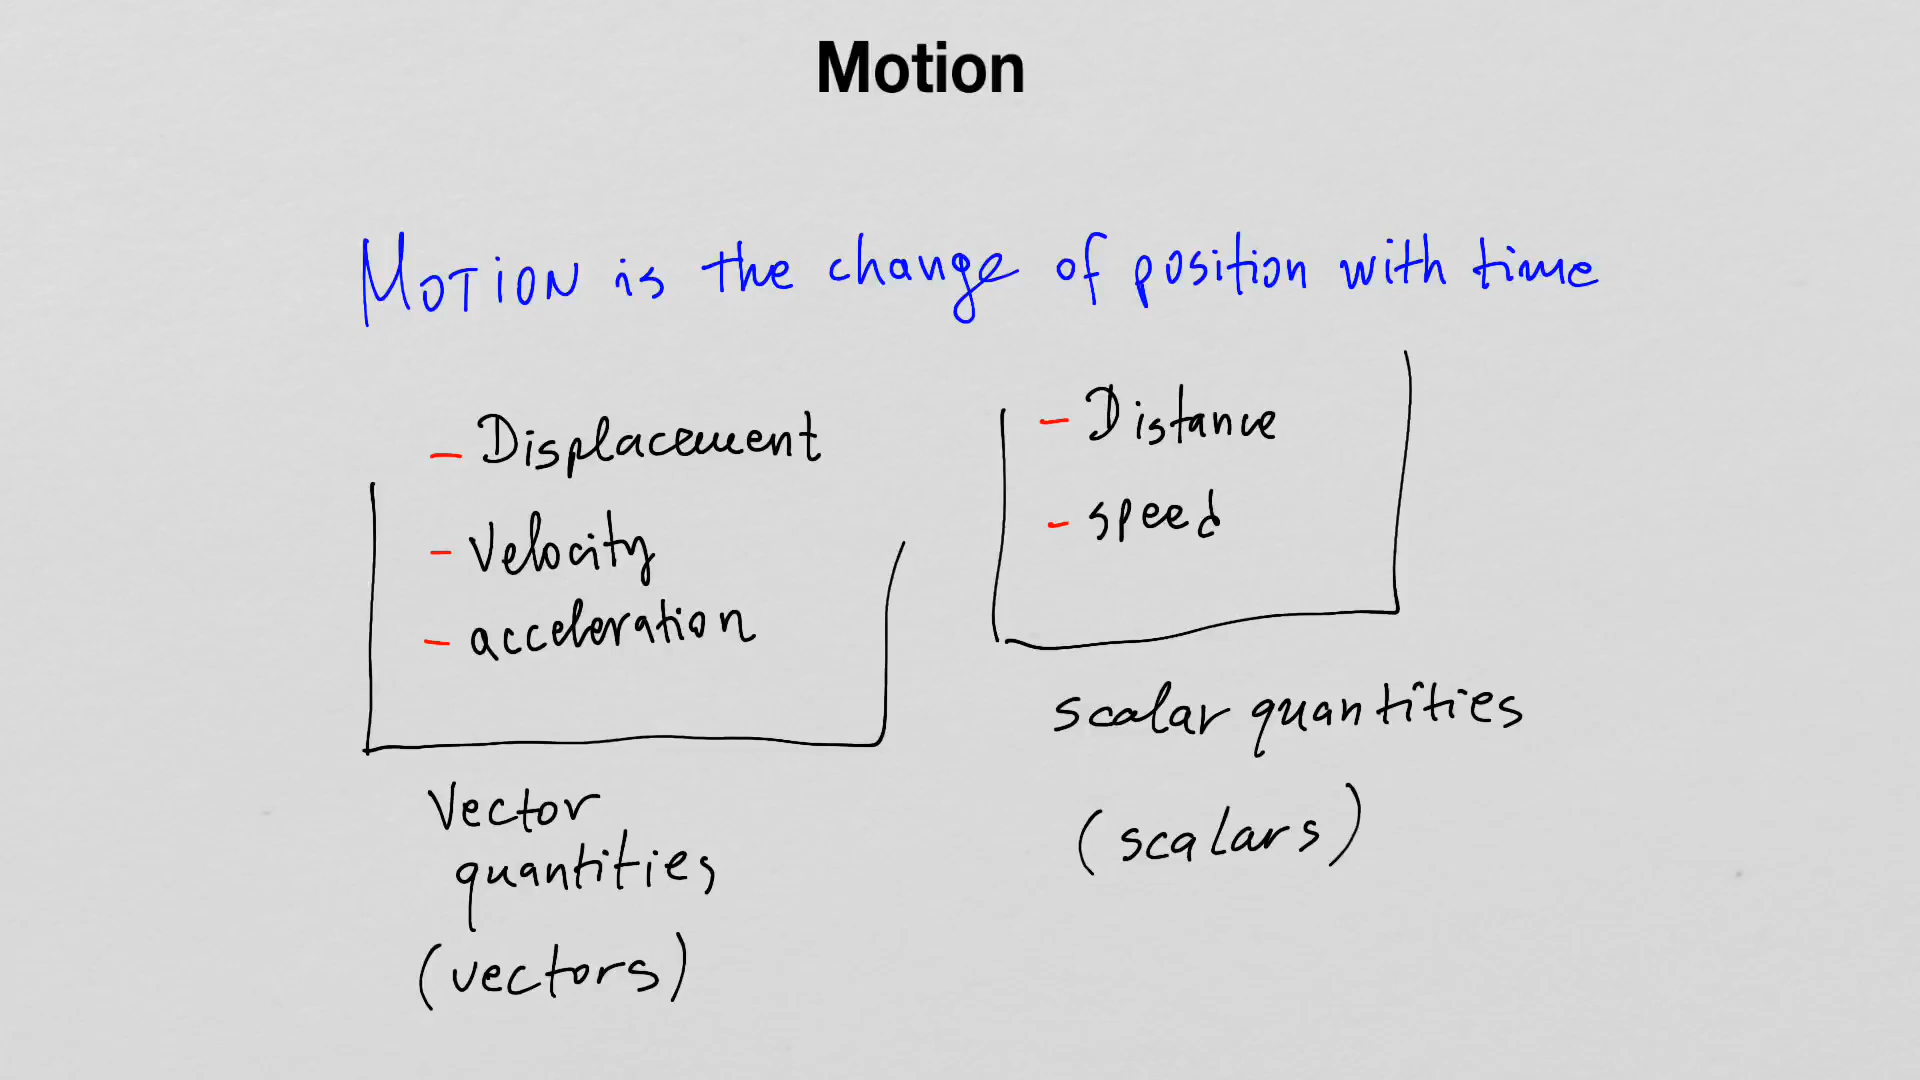 Motion
MOTION is the change of position with time
- Displacement
- Velocity
- acceleration
Vector
quantities
(vectors)
- Distance
- speed
scalar quantities
(scalars)